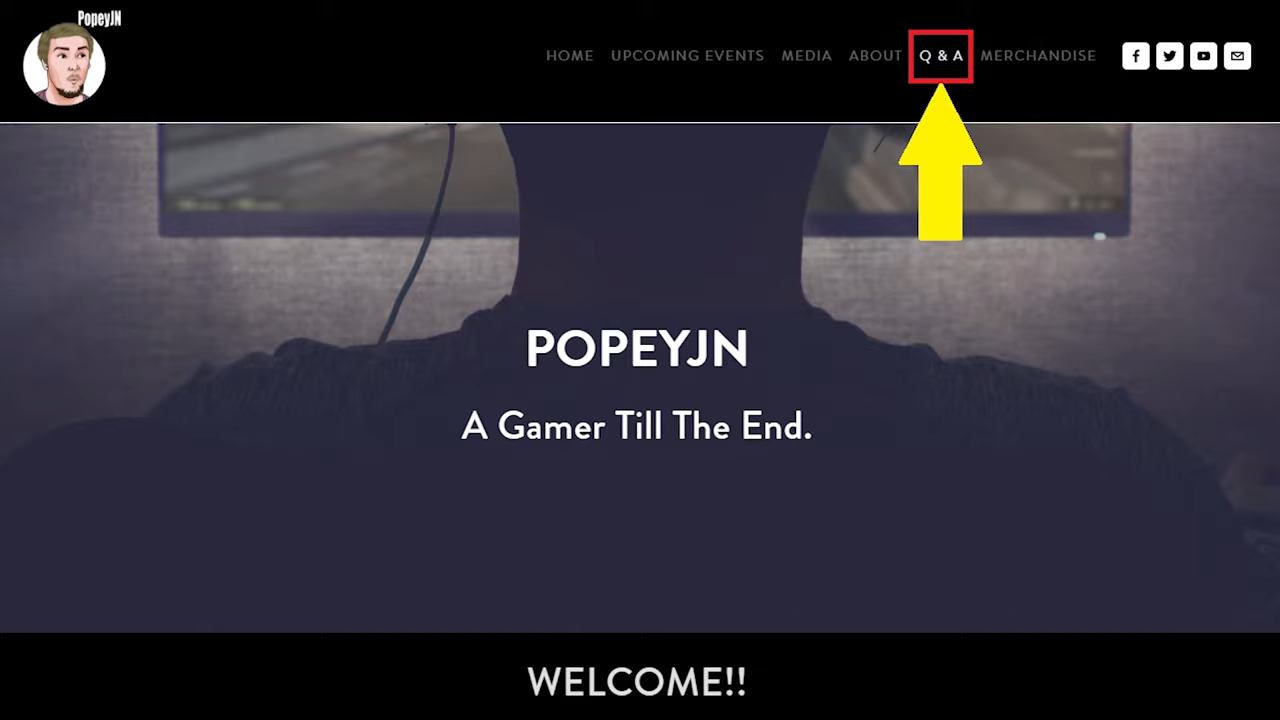 PopeyJN
HOME UPCOMING EVENTS MEDIA ABOUT Q & A MERCHANDISE
POPEYJN
A Gamer Till The End.
WELCOME!!